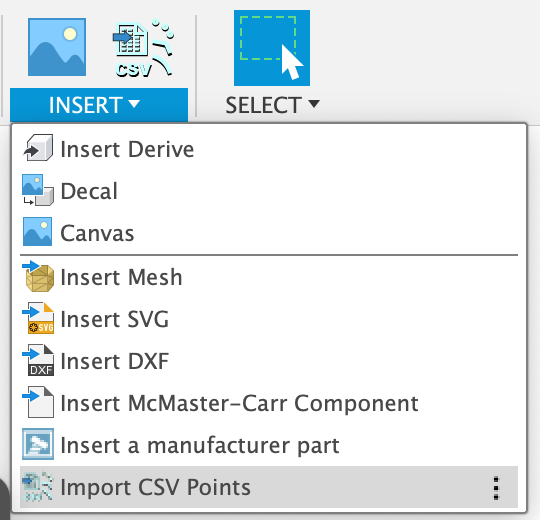 CSV
INSERT
SELECT
Insert Derive
Decal
Canvas
Insert Mesh
SVG
Insert SVG
DXF
Insert DXF
Insert McMaster-Carr Component
Insert a manufacturer part
Import CSV Points